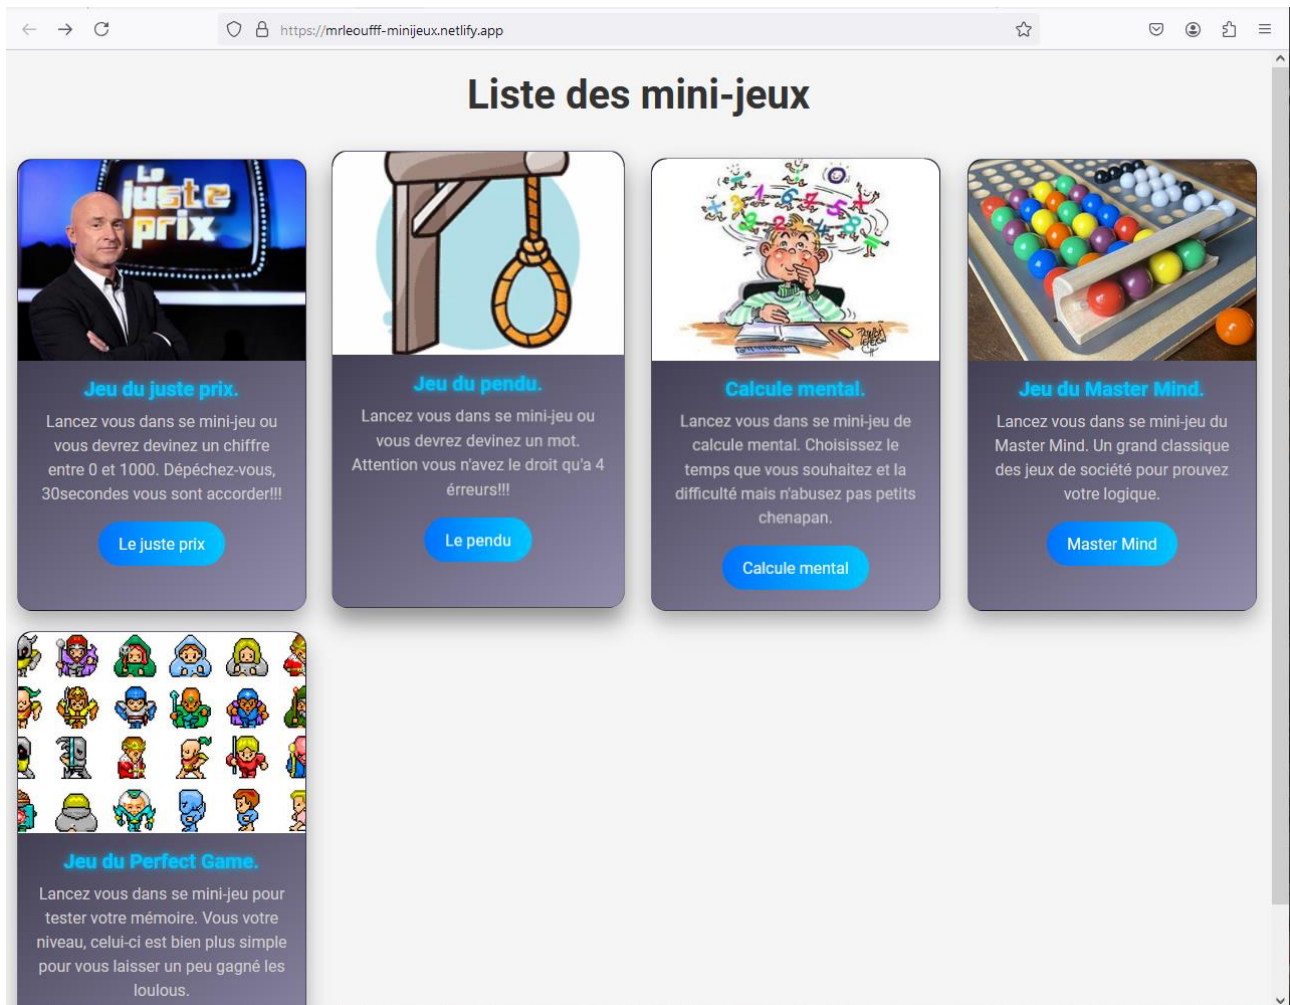 https://mrleoufff-minijeux.netlify.app
Liste des mini-jeux
Le
juste
prix
Jeu du juste prix.
Lancez vous dans se mini-jeu ou
vous devrez devinez un chiffre
entre 0 et 1000. Dépéchez-vous,
30secondes vous sont accorder!!!
Le juste prix
Jeu du pendu.
Lancez vous dans se mini-jeu ou
vous devrez devinez un mot.
Attention vous n'avez le droit qu'a 4
érreurs!!!
Le pendu
Calcule mental.
Lancez vous dans se mini-jeu de
calcule mental. Choisissez le
temps que vous souhaitez et la
difficulté mais n'abusez pas petits
chenapan.
Calcule mental
Jeu du Master Mind.
Lancez vous dans se mini-jeu du
Master Mind. Un grand classique
des jeux de société pour prouvez
votre logique.
Master Mind
Jeu du Perfect Game.
Lancez vous dans se mini-jeu pour
tester votre mémoire. Vous votre
niveau, celui-ci est bien plus simple
pour vous laisser un peu gagné les
loulous.